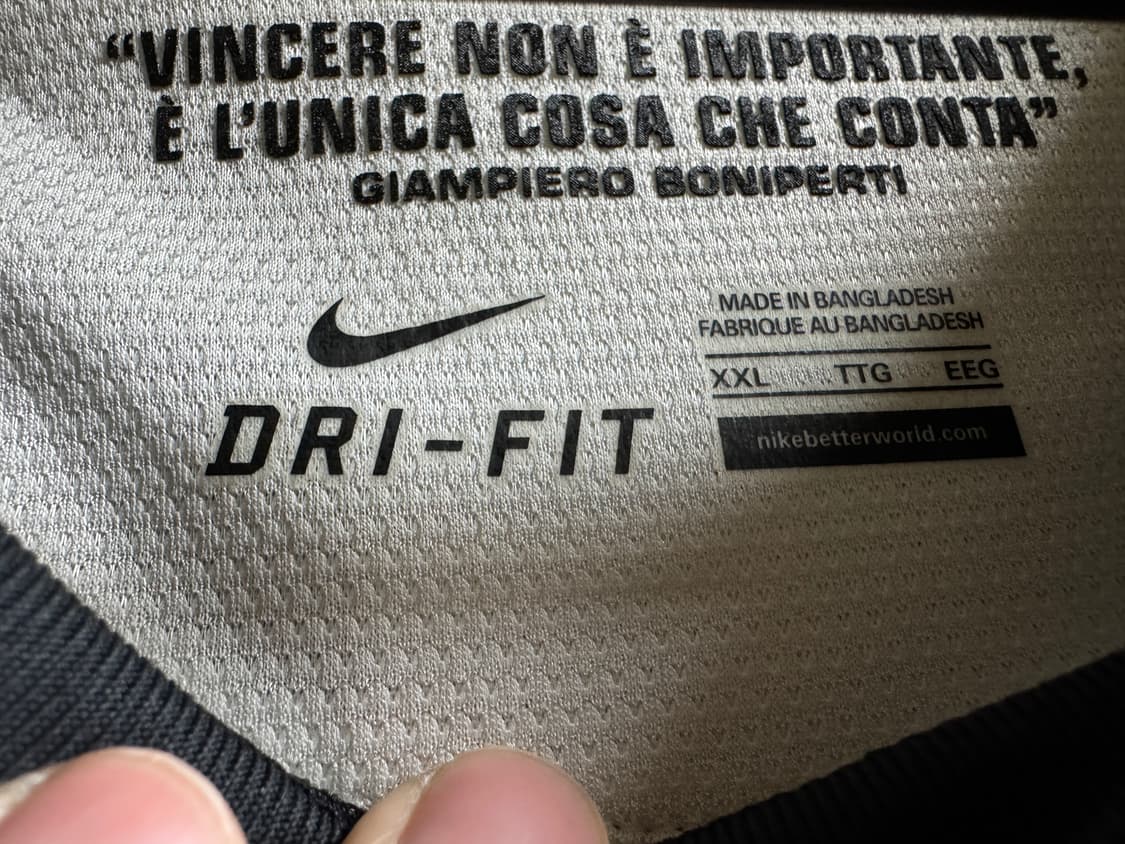 “VINCERE NON È IMPORTANTE,
È L’UNICA COSA CHE CONTA”
GIAMPIERO BONIPERTI
MADE IN BANGLADESH
FABRIQUE AU BANGLADESH
XXL TTG EEG
DRI-FIT
nikebetterworld.com